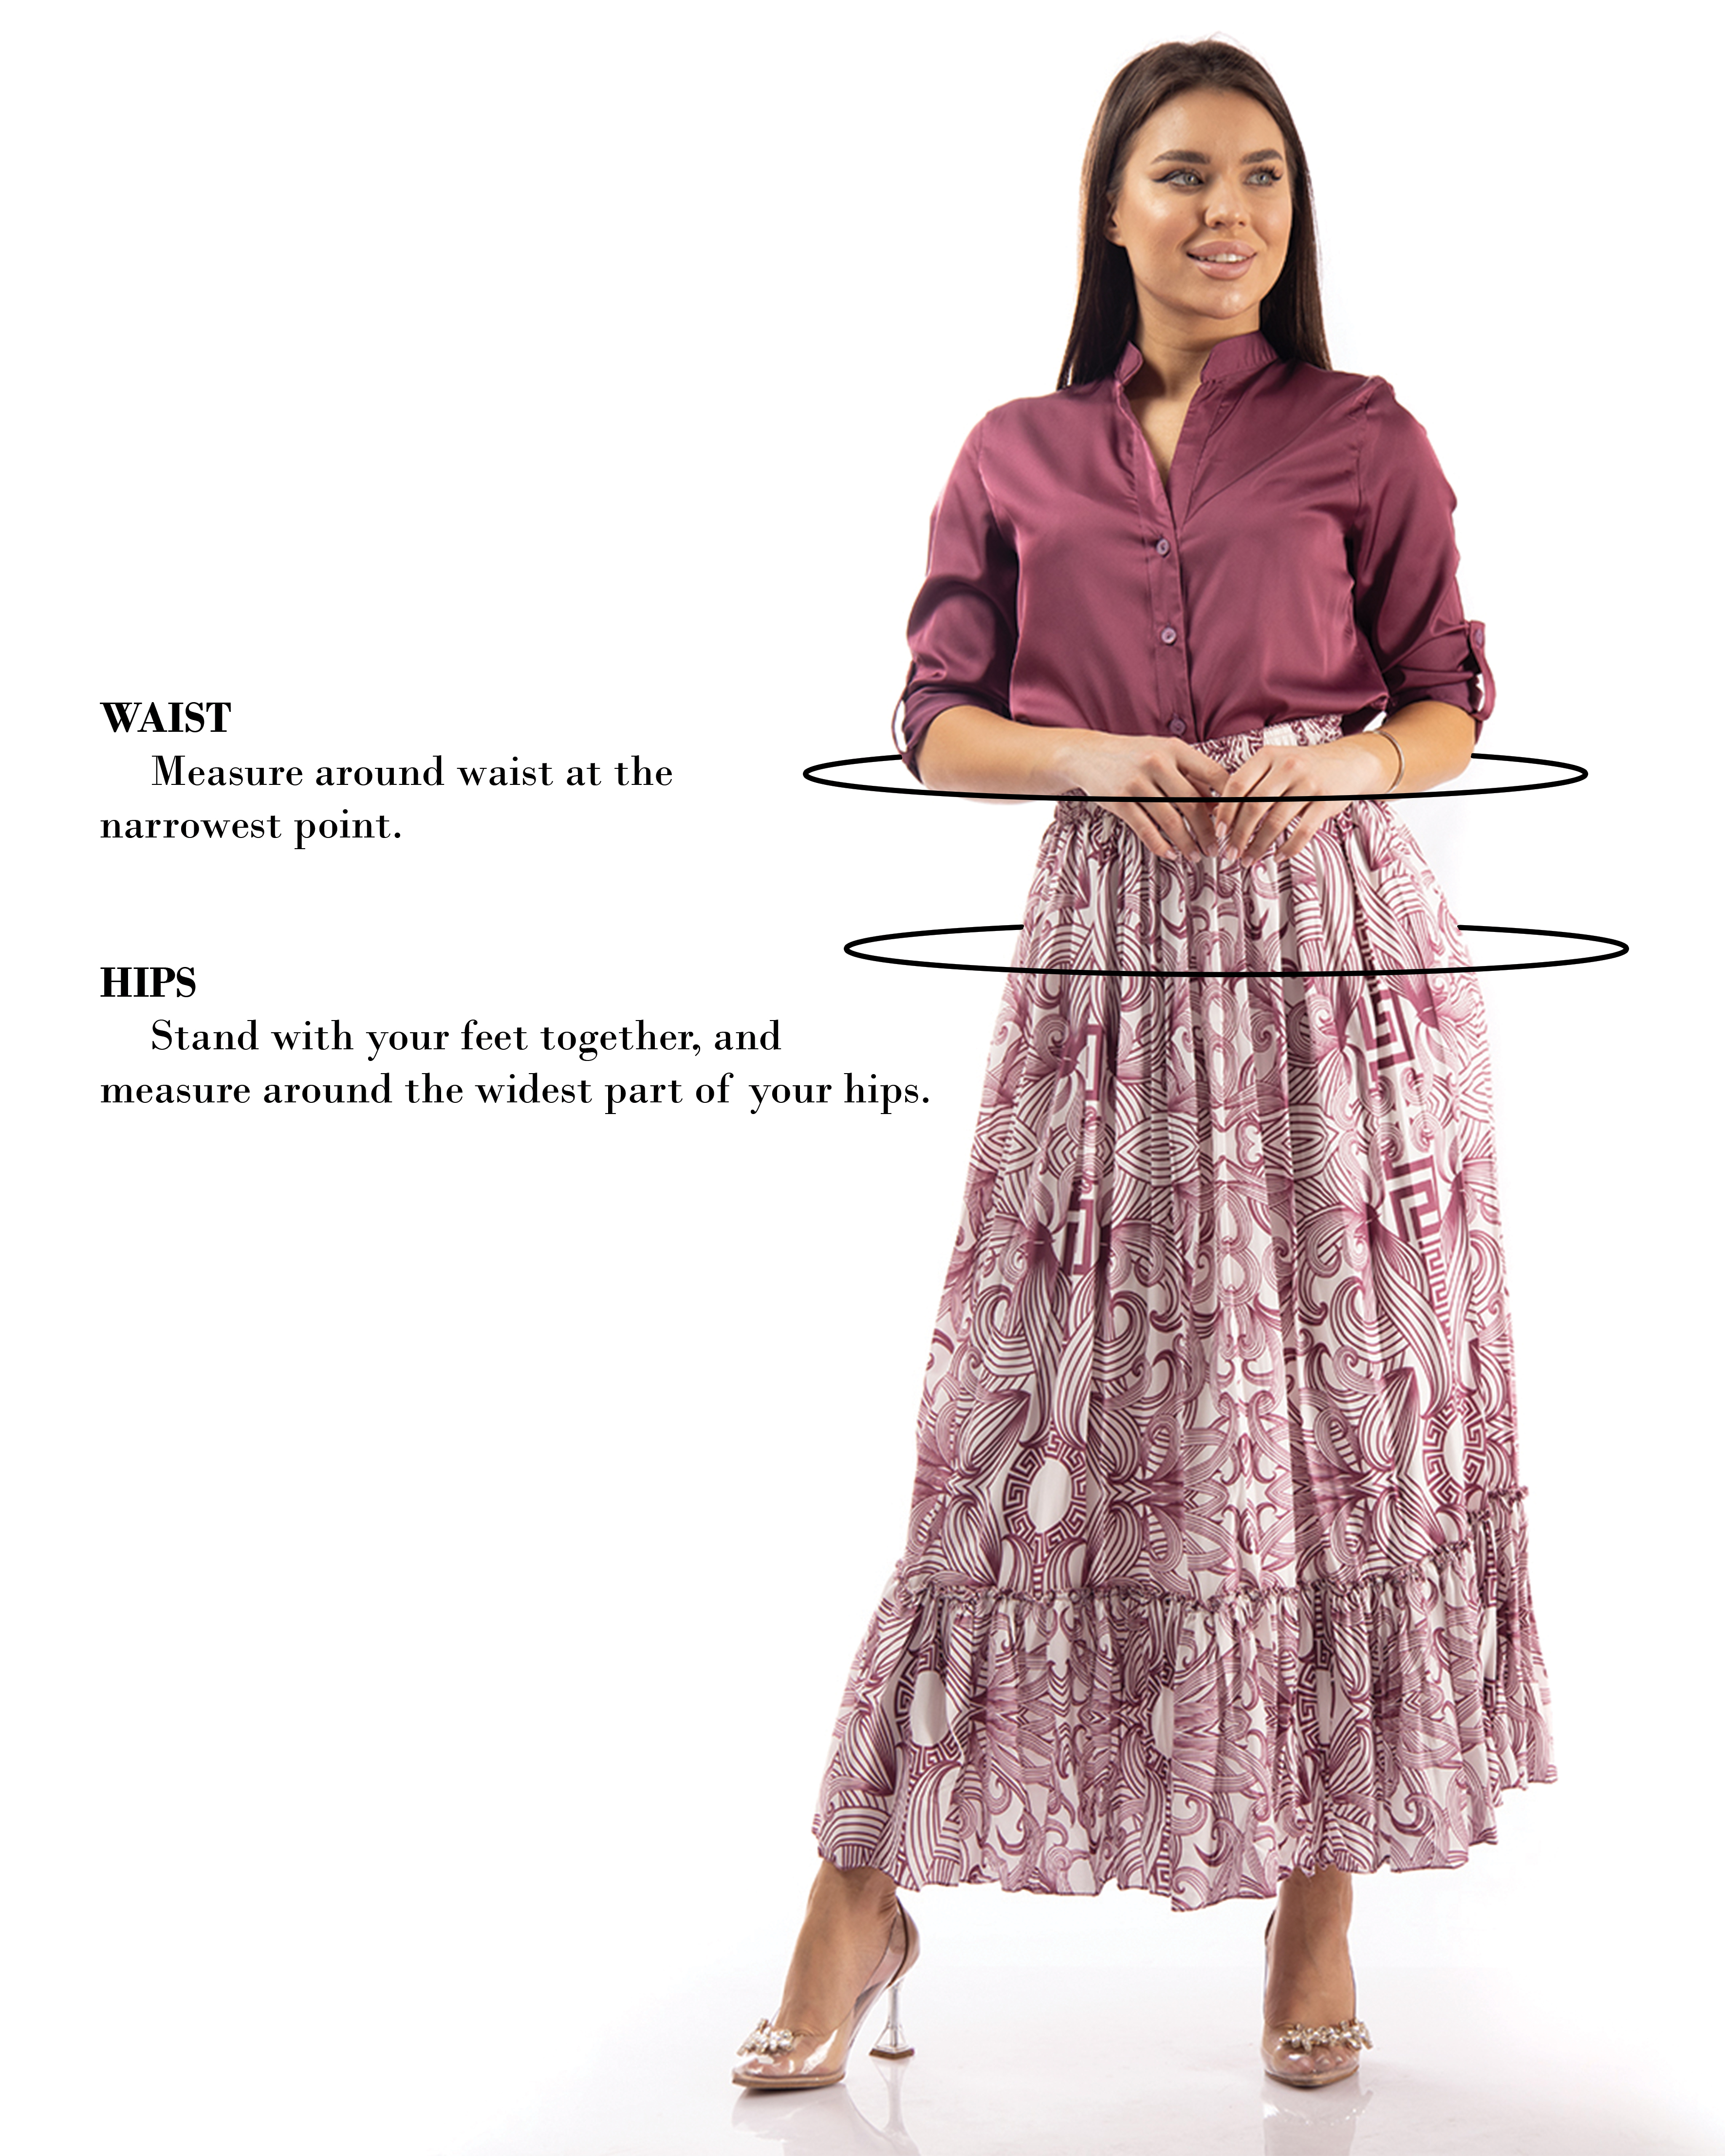 WAIST
Measure around waist at the
narrowest point.
HIPS
Stand with your feet together, and
measure around the widest part of your hips.